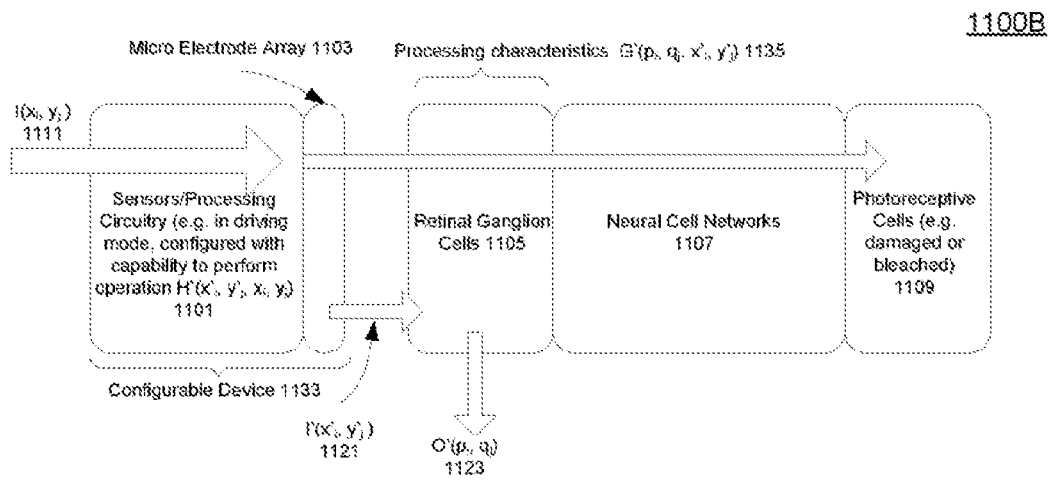 1100B
Micro Electrode Array 1103
Processing characteristics G'(pᵢ, qⱼ, x'ᵢ, y'ⱼ) 1135
I(xᵢ, yⱼ)
1111
Sensors/Processing
Circuitry (e.g. in driving
mode, configured with
capability to perform
operation H'(x'ᵢ, y'ⱼ, xᵢ, yⱼ)
1101
Retinal Ganglion
Cells 1105
Neural Cell Networks
1107
Photoreceptive
Cells (e.g.
damaged or
bleached)
1109
Configurable Device 1133
I'(x'ᵢ, y'ⱼ)
1121
O'(pᵢ, qⱼ)
1123